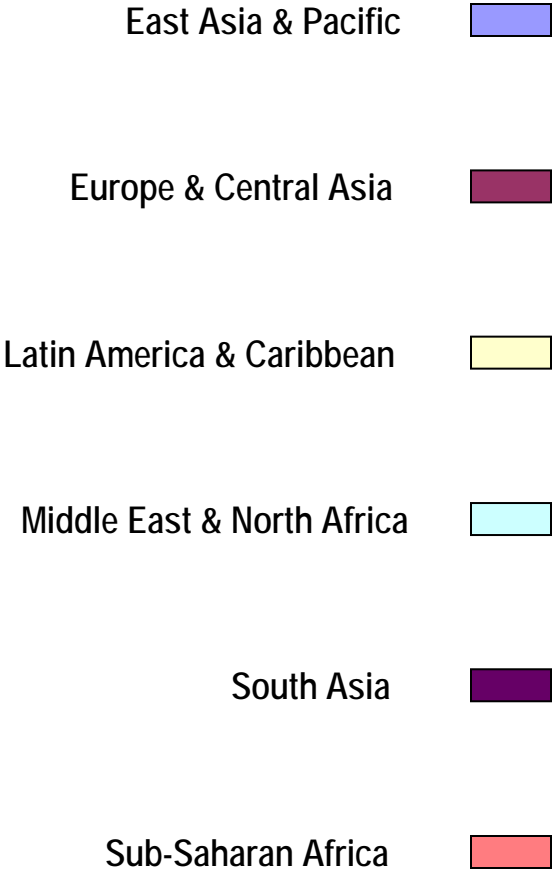 East Asia & Pacific
Europe & Central Asia
Latin America & Caribbean
Middle East & North Africa
South Asia
Sub-Saharan Africa